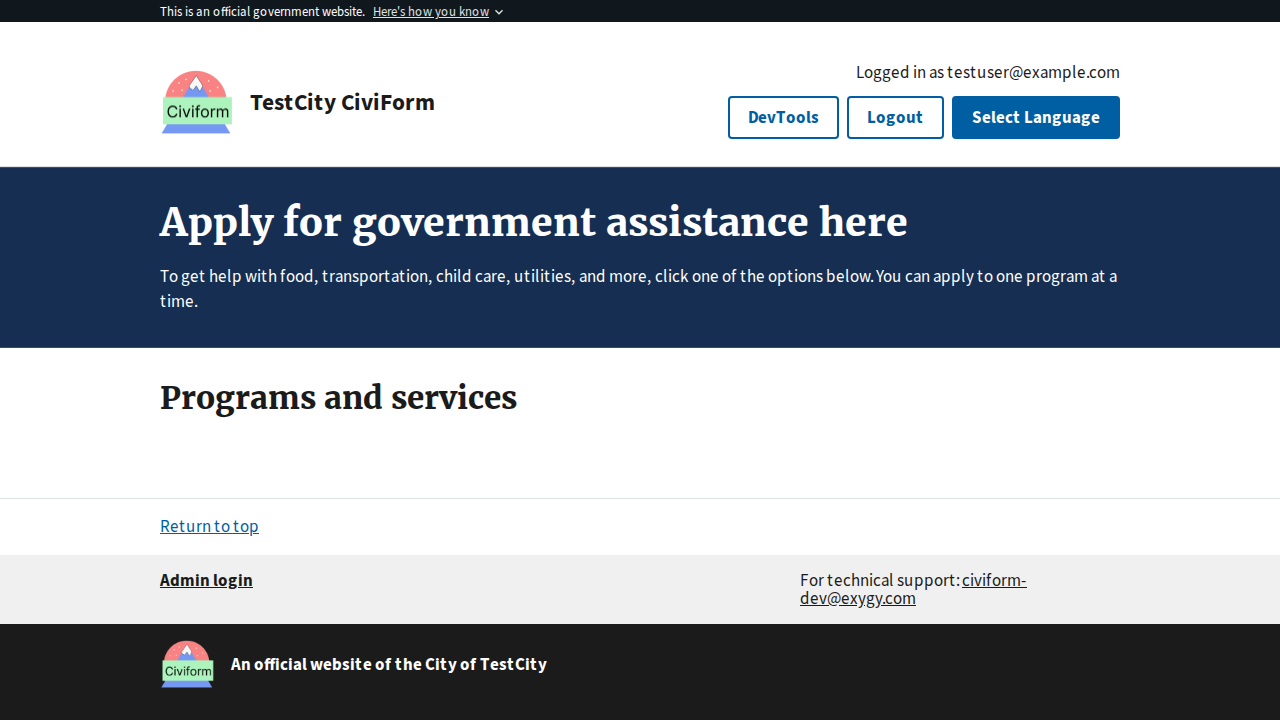 This is an official government website. Here's how you know
Civiform
TestCity CiviForm
Logged in as testuser@example.com
DevTools
Logout
Select Language
Apply for government assistance here
To get help with food, transportation, child care, utilities, and more, click one of the options below. You can apply to one program at a
time.
Programs and services
Return to top
Admin login
For technical support: civiform-
dev@exygy.com
Civiform
An official website of the City of TestCity